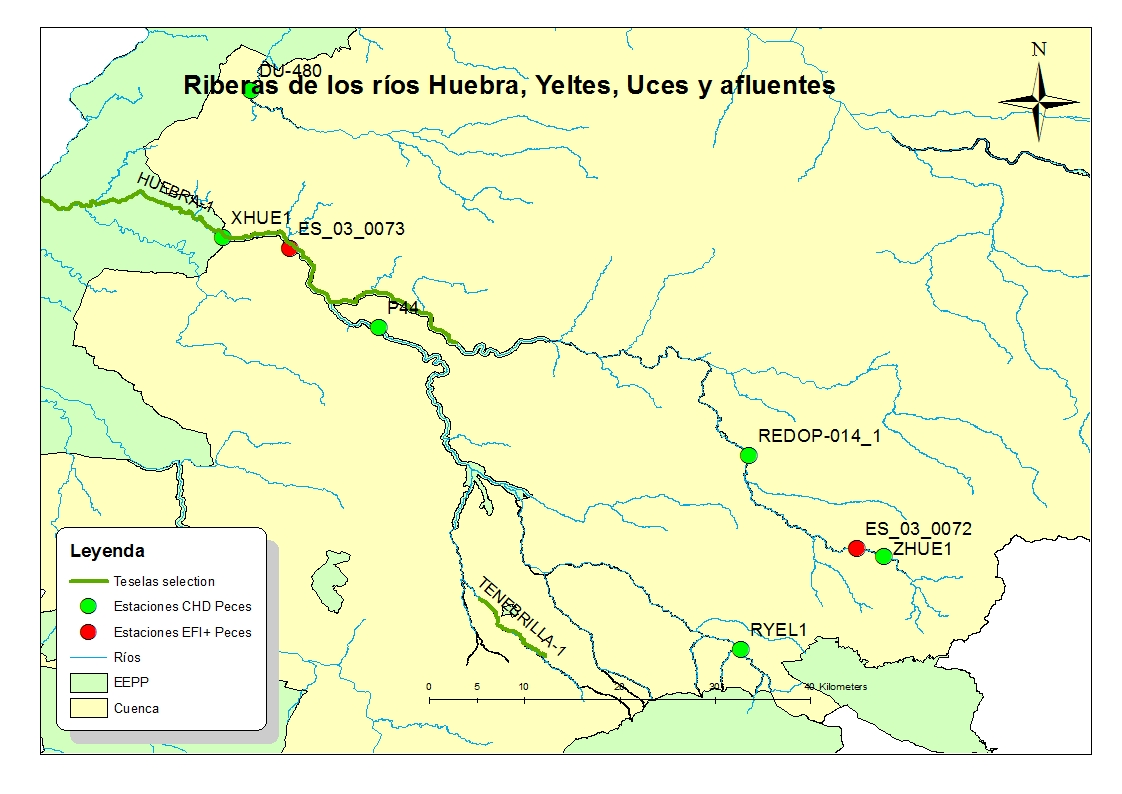 N
DU-480
Riberas de los ríos Huebra, Yeltes, Uces y afluentes
HUEBRA-1
XHUE1
ES_03_0073
P44
REDOP-014_1
ES_03_0072
ZHUE1
TENEBRILLA-1
RYEL1
0 5 10 20 30 40 Kilometers
Leyenda
Teselas selection
Estaciones CHD Peces
Estaciones EFI+ Peces
Ríos
EEPP
Cuenca